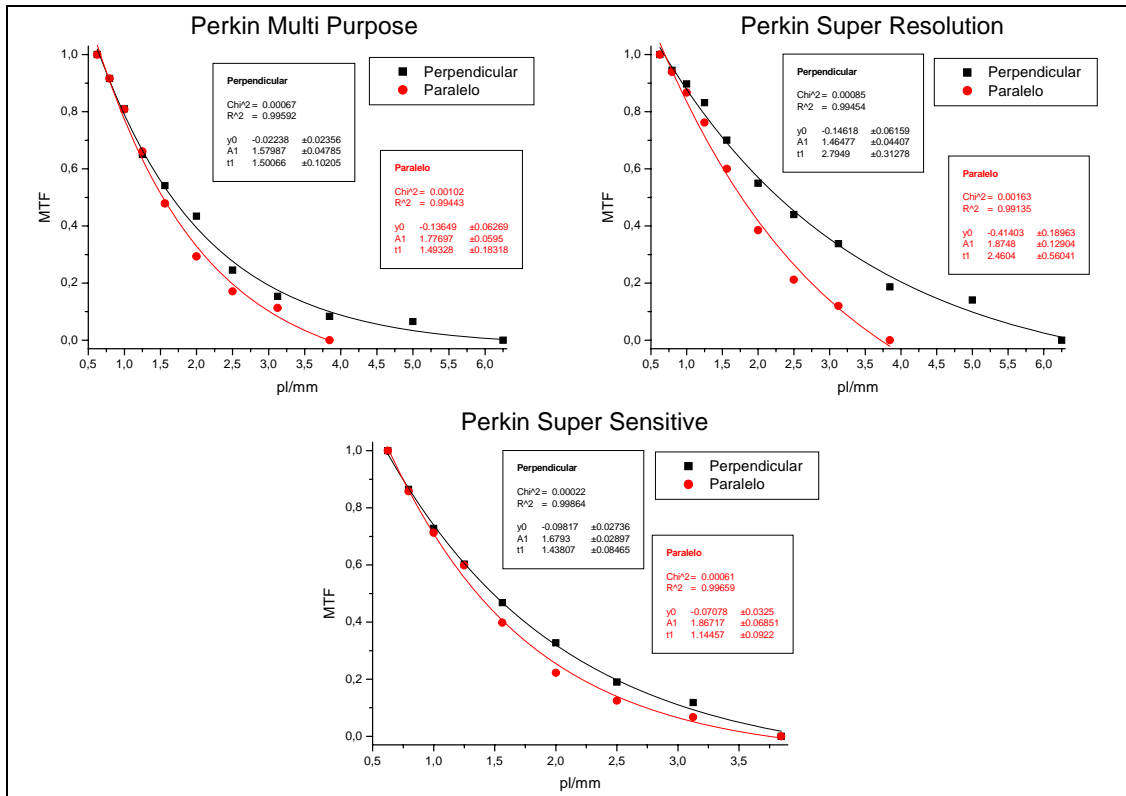 Perkin Multi Purpose
1,0
0,8
0,6
0,4
0,2
0,0
MTF
0,5 1,0 1,5 2,0 2,5 3,0 3,5 4,0 4,5 5,0 5,5 6,0
pl/mm
Perpendicular
Chi^2 = 0.00067
R^2 = 0.99592
y0 -0.02238 ±0.02356
A1 1.57987 ±0.04785
t1 1.50066 ±0.10205
Perpendicular
Paralelo
Paralelo
Chi^2 = 0.00102
R^2 = 0.99443
y0 -0.13649 ±0.06269
A1 1.77697 ±0.0595
t1 1.49328 ±0.18318
Perkin Super Resolution
1,0
0,8
0,6
0,4
0,2
0,0
MTF
0,5 1,0 1,5 2,0 2,5 3,0 3,5 4,0 4,5 5,0 5,5 6,0
pl/mm
Perpendicular
Chi^2 = 0.00085
R^2 = 0.99454
y0 -0.14618 ±0.06159
A1 1.46477 ±0.04407
t1 2.7949 ±0.31278
Perpendicular
Paralelo
Paralelo
Chi^2 = 0.00163
R^2 = 0.99135
y0 -0.41403 ±0.18963
A1 1.8748 ±0.12904
t1 2.4604 ±0.56041
Perkin Super Sensitive
1,0
0,8
0,6
0,4
0,2
0,0
MTF
0,5 1,0 1,5 2,0 2,5 3,0 3,5
pl/mm
Perpendicular
Chi^2 = 0.00022
R^2 = 0.99864
y0 -0.09817 ±0.02736
A1 1.6793 ±0.02897
t1 1.43807 ±0.08465
Perpendicular
Paralelo
Paralelo
Chi^2 = 0.00061
R^2 = 0.99659
y0 -0.07078 ±0.0325
A1 1.86717 ±0.06851
t1 1.14457 ±0.0922